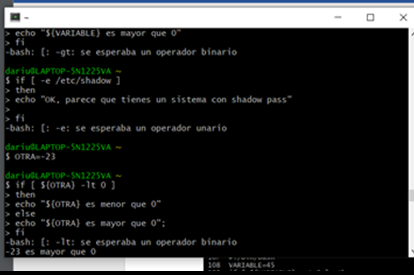 ~
> echo "${VARIABLE} es mayor que 0"
> fi
-bash: [: -gt: se esperaba un operador binario
dariu@LAPTOP-5N1225VA ~
$ if [ -e /etc/shadow ]
> then
> echo "OK, parece que tienes un sistema con shadow pass"
>
> fi
-bash: [: -e: se esperaba un operador unario
dariu@LAPTOP-5N1225VA ~
$ OTRA=-23
dariu@LAPTOP-5N1225VA ~
$ if [ ${OTRA} -lt 0 ]
> then
> echo "${OTRA} es menor que 0"
> else
> echo "${OTRA} es mayor que 0";
> fi
-bash: [: -lt: se esperaba un operador binario
-23 es mayor que 0
108 VARIABLE=45